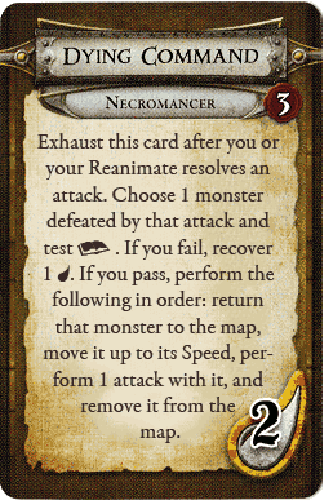 Dying Command
Necromancer
3
Exhaust this card after you or
your Reanimate resolves an
attack. Choose 1 monster
defeated by that attack and
test . If you fail, recover
1 . If you pass, perform the
following in order: return
that monster to the map,
move it up to its Speed, per-
form 1 attack with it, and
remove it from the
map.
2